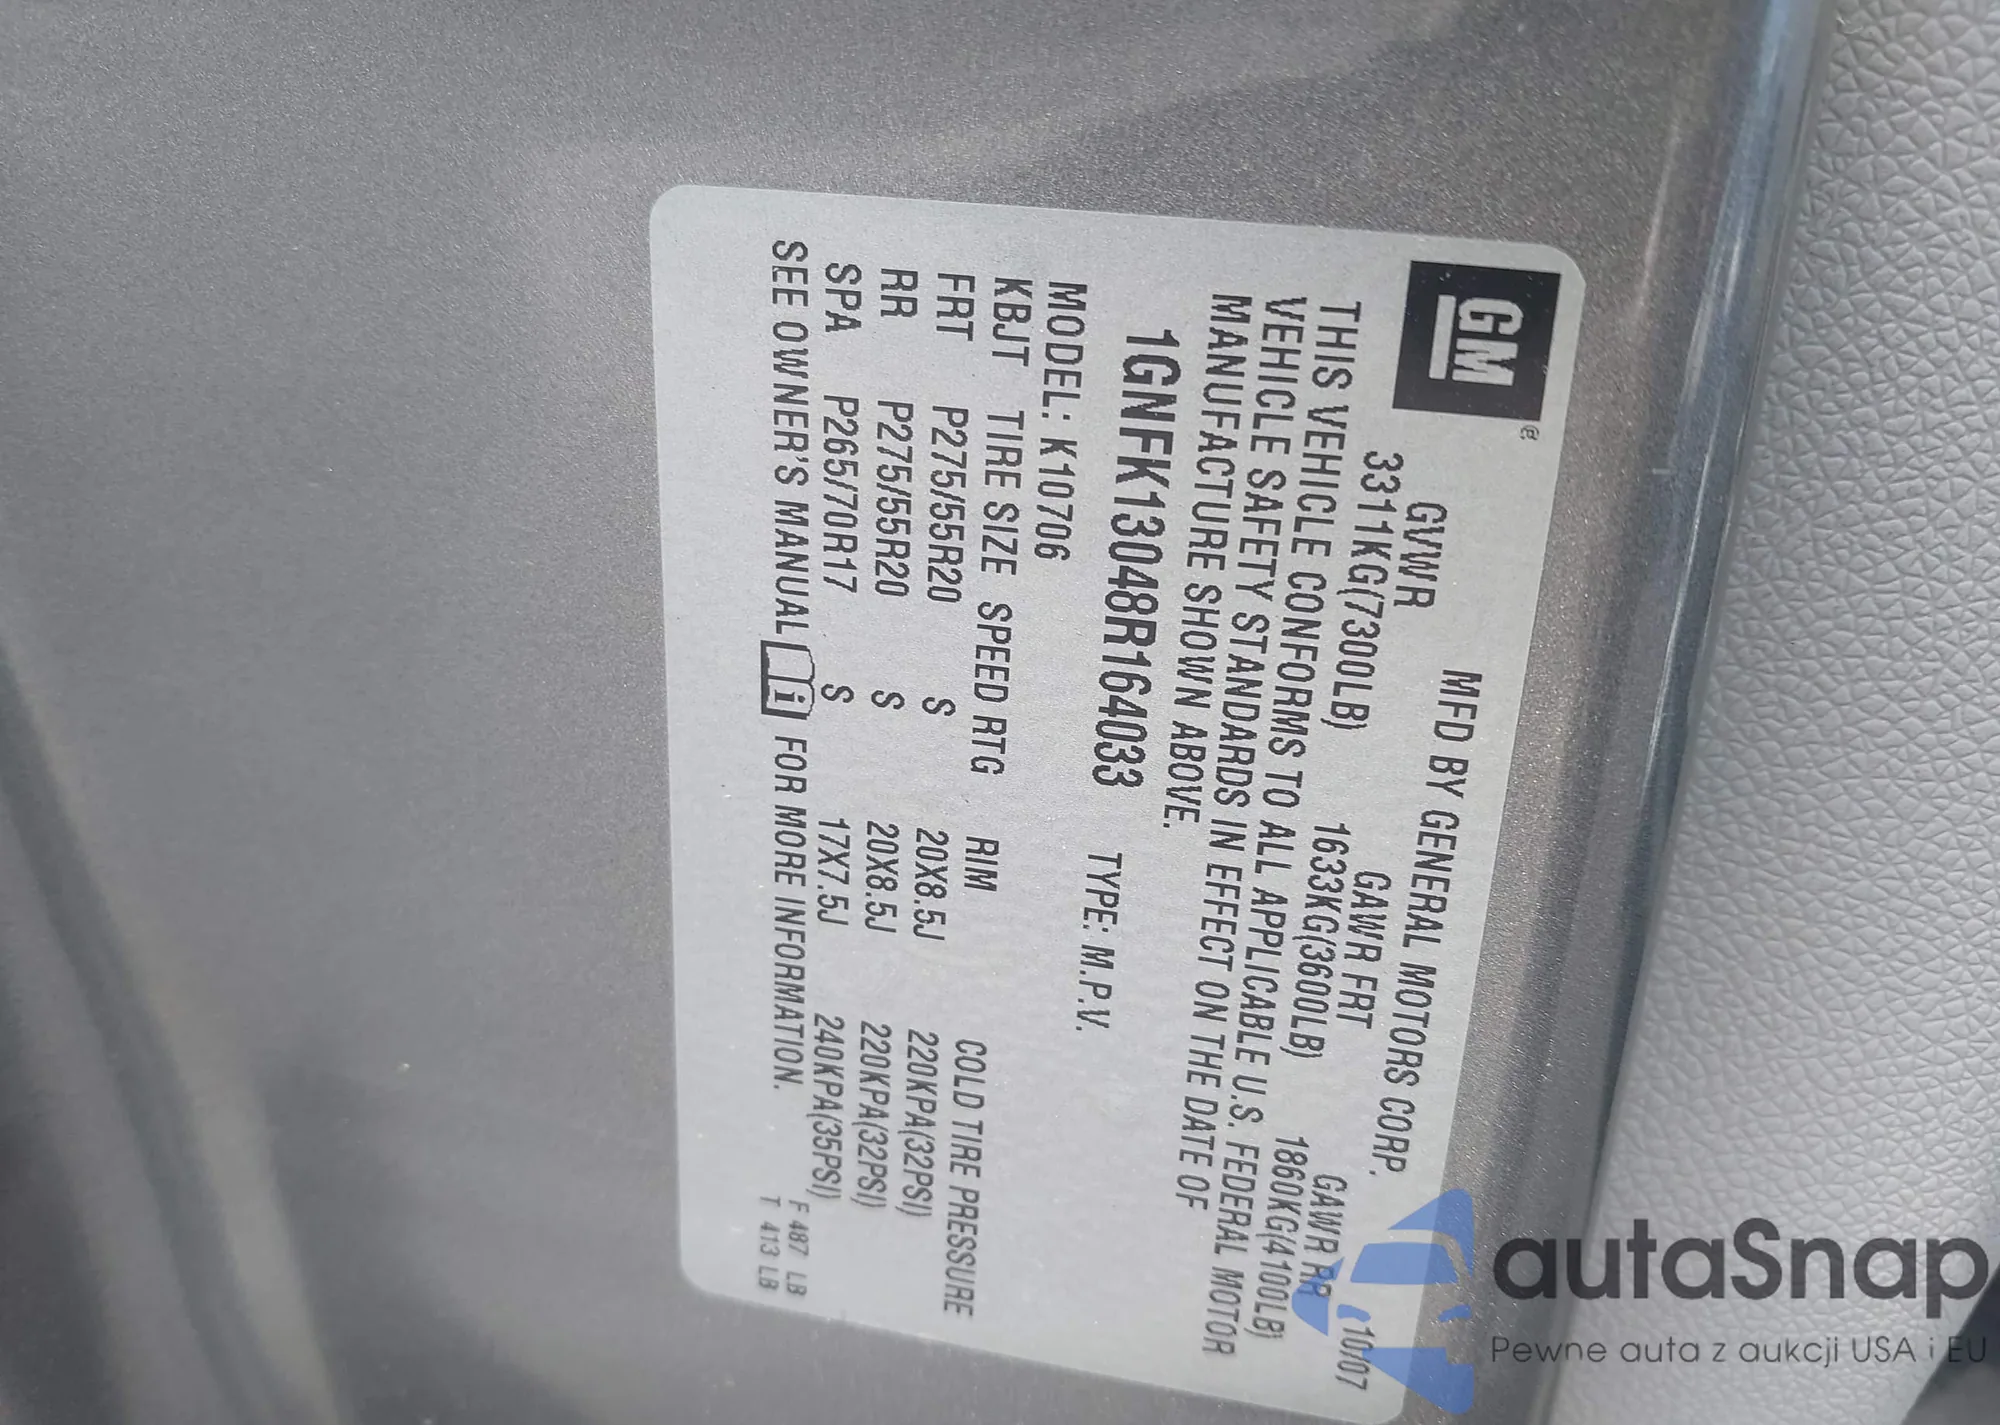 GM®
MFD BY GENERAL MOTORS CORP. 10/07
GVWR GAWR FRT GAWR RR
3311KG(7300LB) 1633KG(3600LB) 1860KG(4100LB)
THIS VEHICLE CONFORMS TO ALL APPLICABLE U.S. FEDERAL MOTOR
VEHICLE SAFETY STANDARDS IN EFFECT ON THE DATE OF
MANUFACTURE SHOWN ABOVE.
1GNFK13048R164033 TYPE: M.P.V.
MODEL: K10706
KBJT TIRE SIZE SPEED RTG RIM COLD TIRE PRESSURE
FRT P275/55R20 S 20X8.5J 220KPA(32PSI)
RR P275/55R20 S 20X8.5J 220KPA(32PSI)
SPA P265/70R17 S 17X7.5J 240KPA(35PSI)
SEE OWNER'S MANUAL i FOR MORE INFORMATION.
F 487 LB
T 413 LB
autaSnap
Pewne auta z aukcji USA i EU